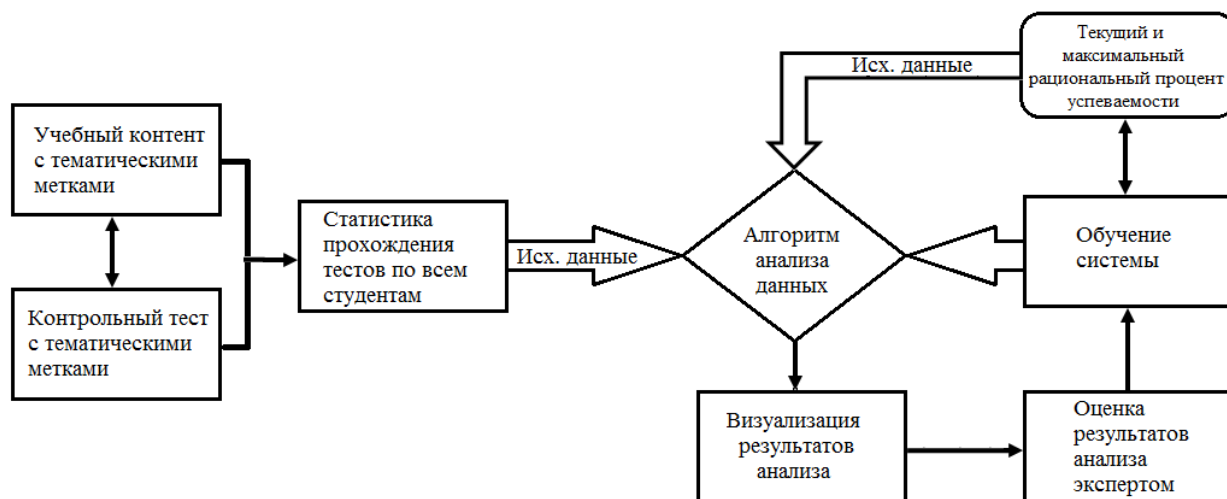 Учебный контент
с тематическими
метками
Контрольный тест
с тематическими
метками
Статистика
прохождения
тестов по всем
студентам
Исх. данные
Алгоритм
анализа
данных
Исх. данные
Текущий и
максимальный
рациональный процент
успеваемости
Обучение
системы
Визуализация
результатов
анализа
Оценка
результатов
анализа
экспертом